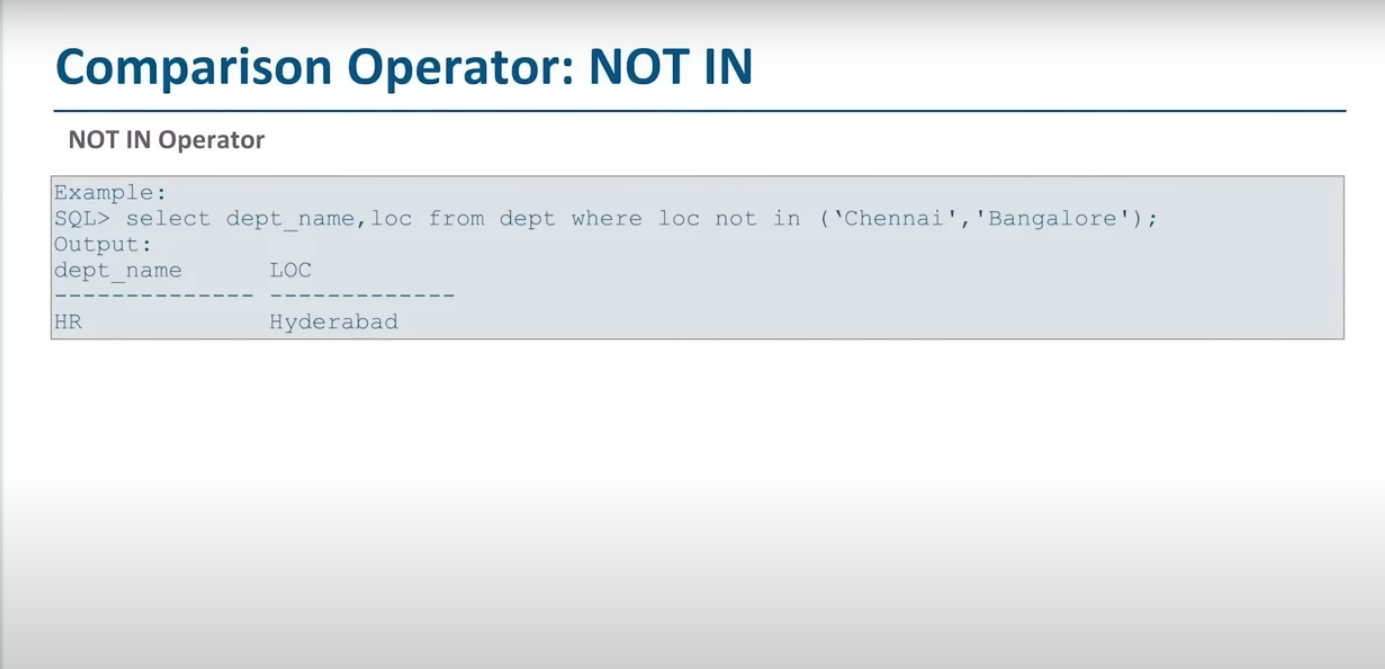 Comparison Operator: NOT IN
NOT IN Operator
Example:
SQL> select dept_name,loc from dept where loc not in (‛Chennai','Bangalore');
Output:
dept_name LOC
-------------- -------------
HR Hyderabad